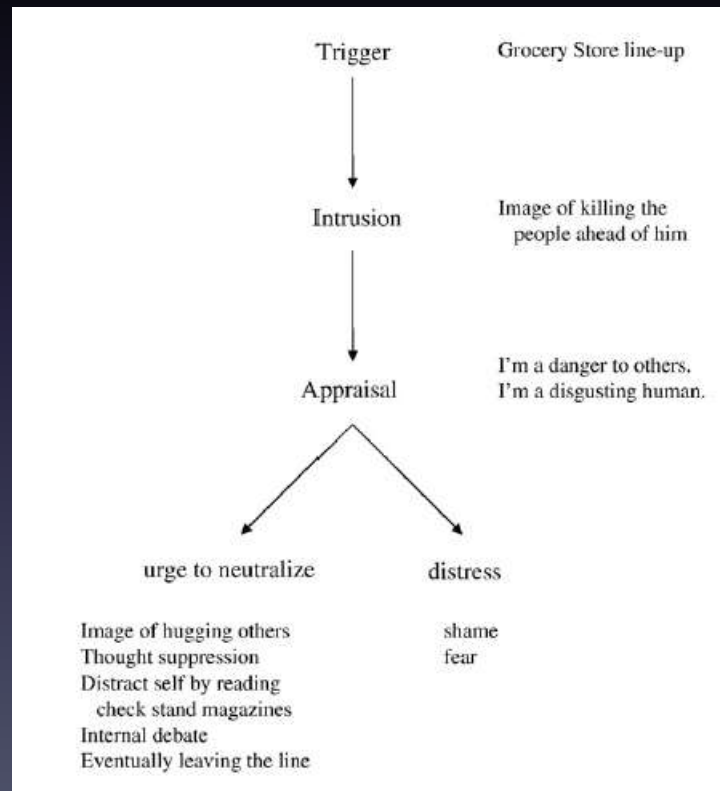 Trigger
Grocery Store line-up
Intrusion
Image of killing the
people ahead of him
Appraisal
I'm a danger to others.
I'm a disgusting human.
urge to neutralize
distress
Image of hugging others
Thought suppression
Distract self by reading
check stand magazines
Internal debate
Eventually leaving the line
shame
fear